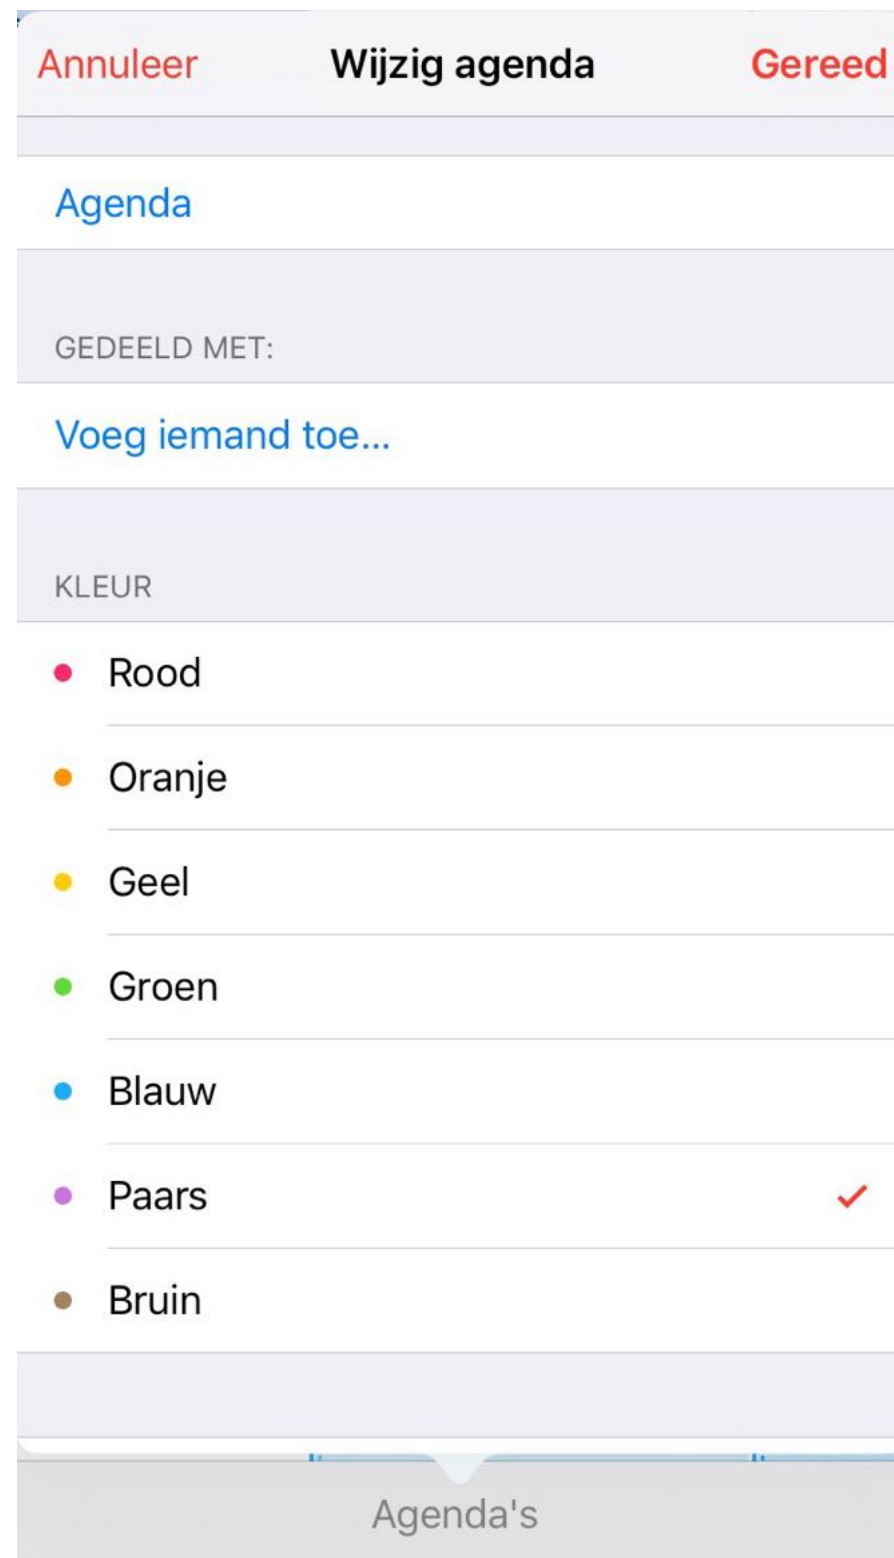 Annuleer Wijzig agenda Gereed
Agenda
GEDEELD MET:
Voeg iemand toe...
KLEUR
Rood
Oranje
Geel
Groen
Blauw
Paars
Bruin
Agenda's